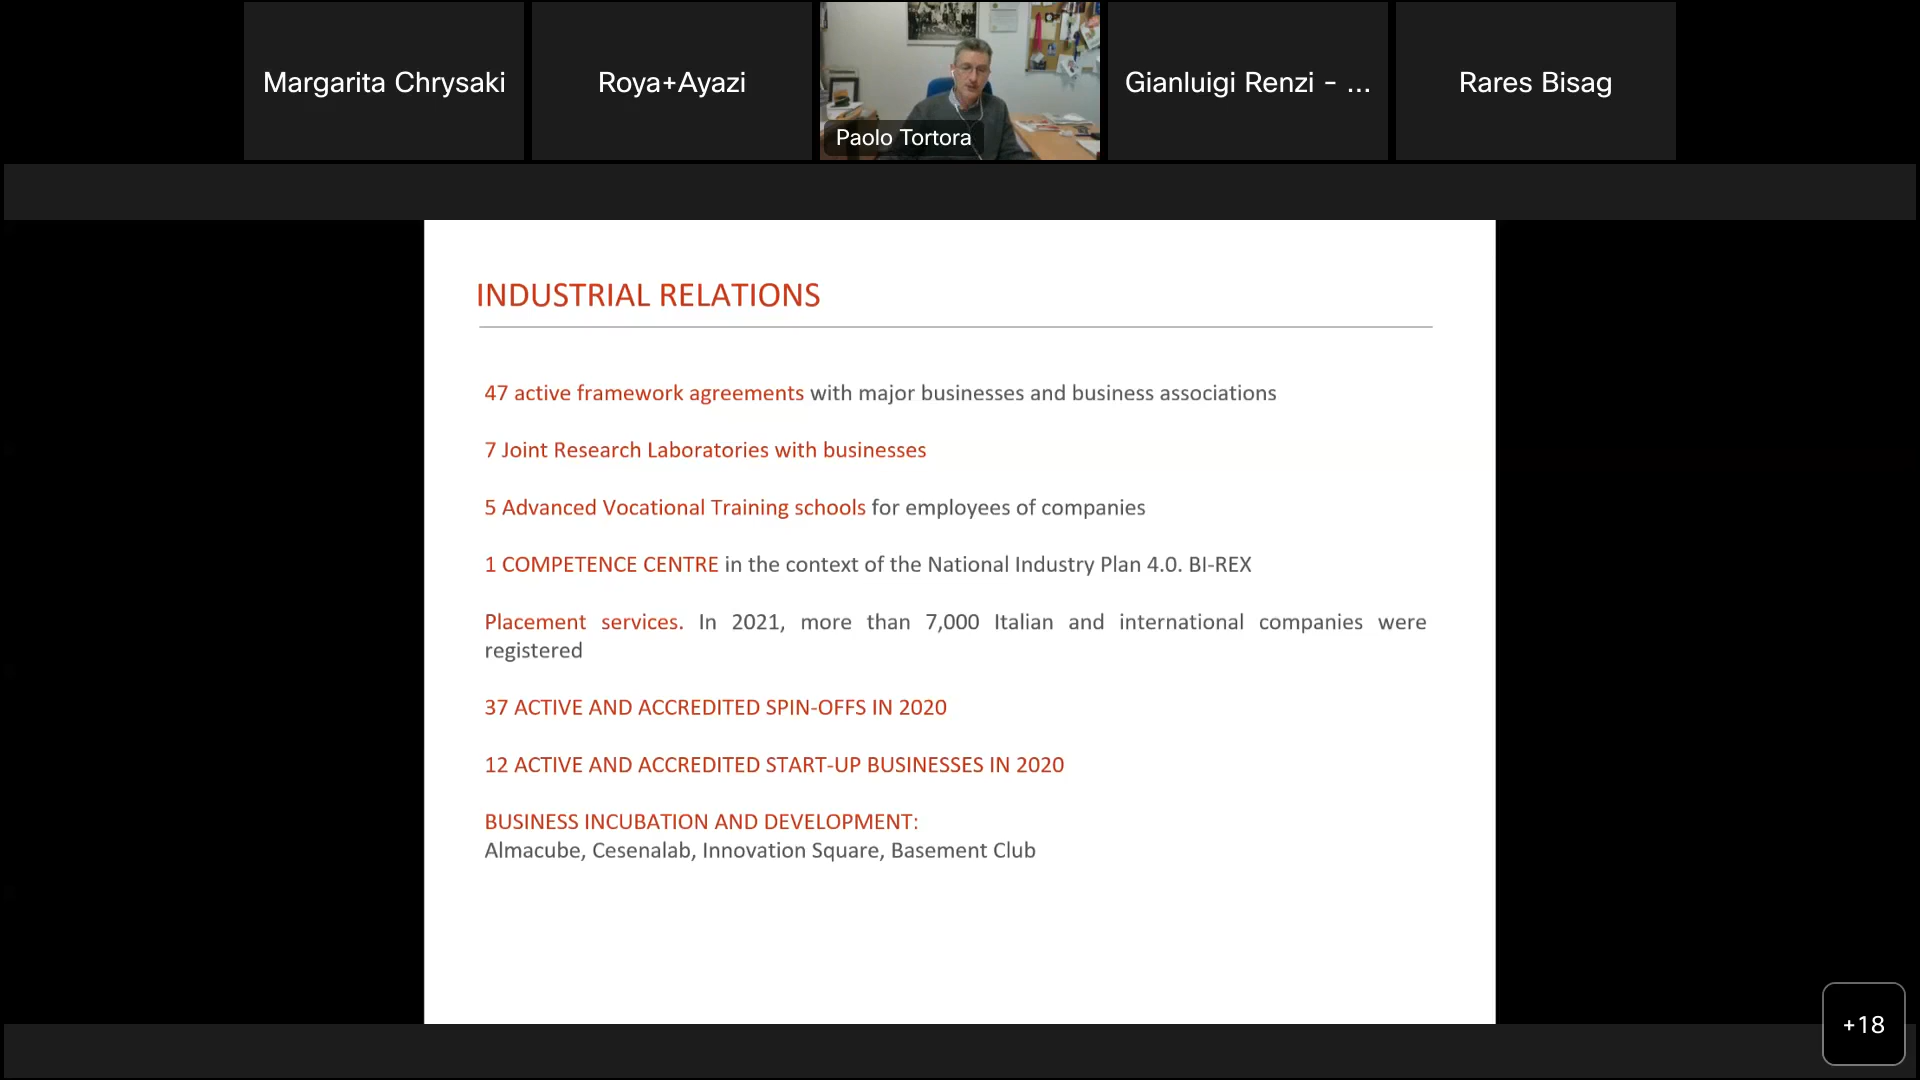 Margarita Chrysaki
Roya+Ayazi
Paolo Tortora
Gianluigi Renzi - ...
Rares Bisag
INDUSTRIAL RELATIONS
47 active framework agreements with major businesses and business associations
7 Joint Research Laboratories with businesses
5 Advanced Vocational Training schools for employees of companies
1 COMPETENCE CENTRE in the context of the National Industry Plan 4.0. BI-REX
Placement services. In 2021, more than 7,000 Italian and international companies were
registered
37 ACTIVE AND ACCREDITED SPIN-OFFS IN 2020
12 ACTIVE AND ACCREDITED START-UP BUSINESSES IN 2020
BUSINESS INCUBATION AND DEVELOPMENT:
Almacube, Cesenalab, Innovation Square, Basement Club
+18